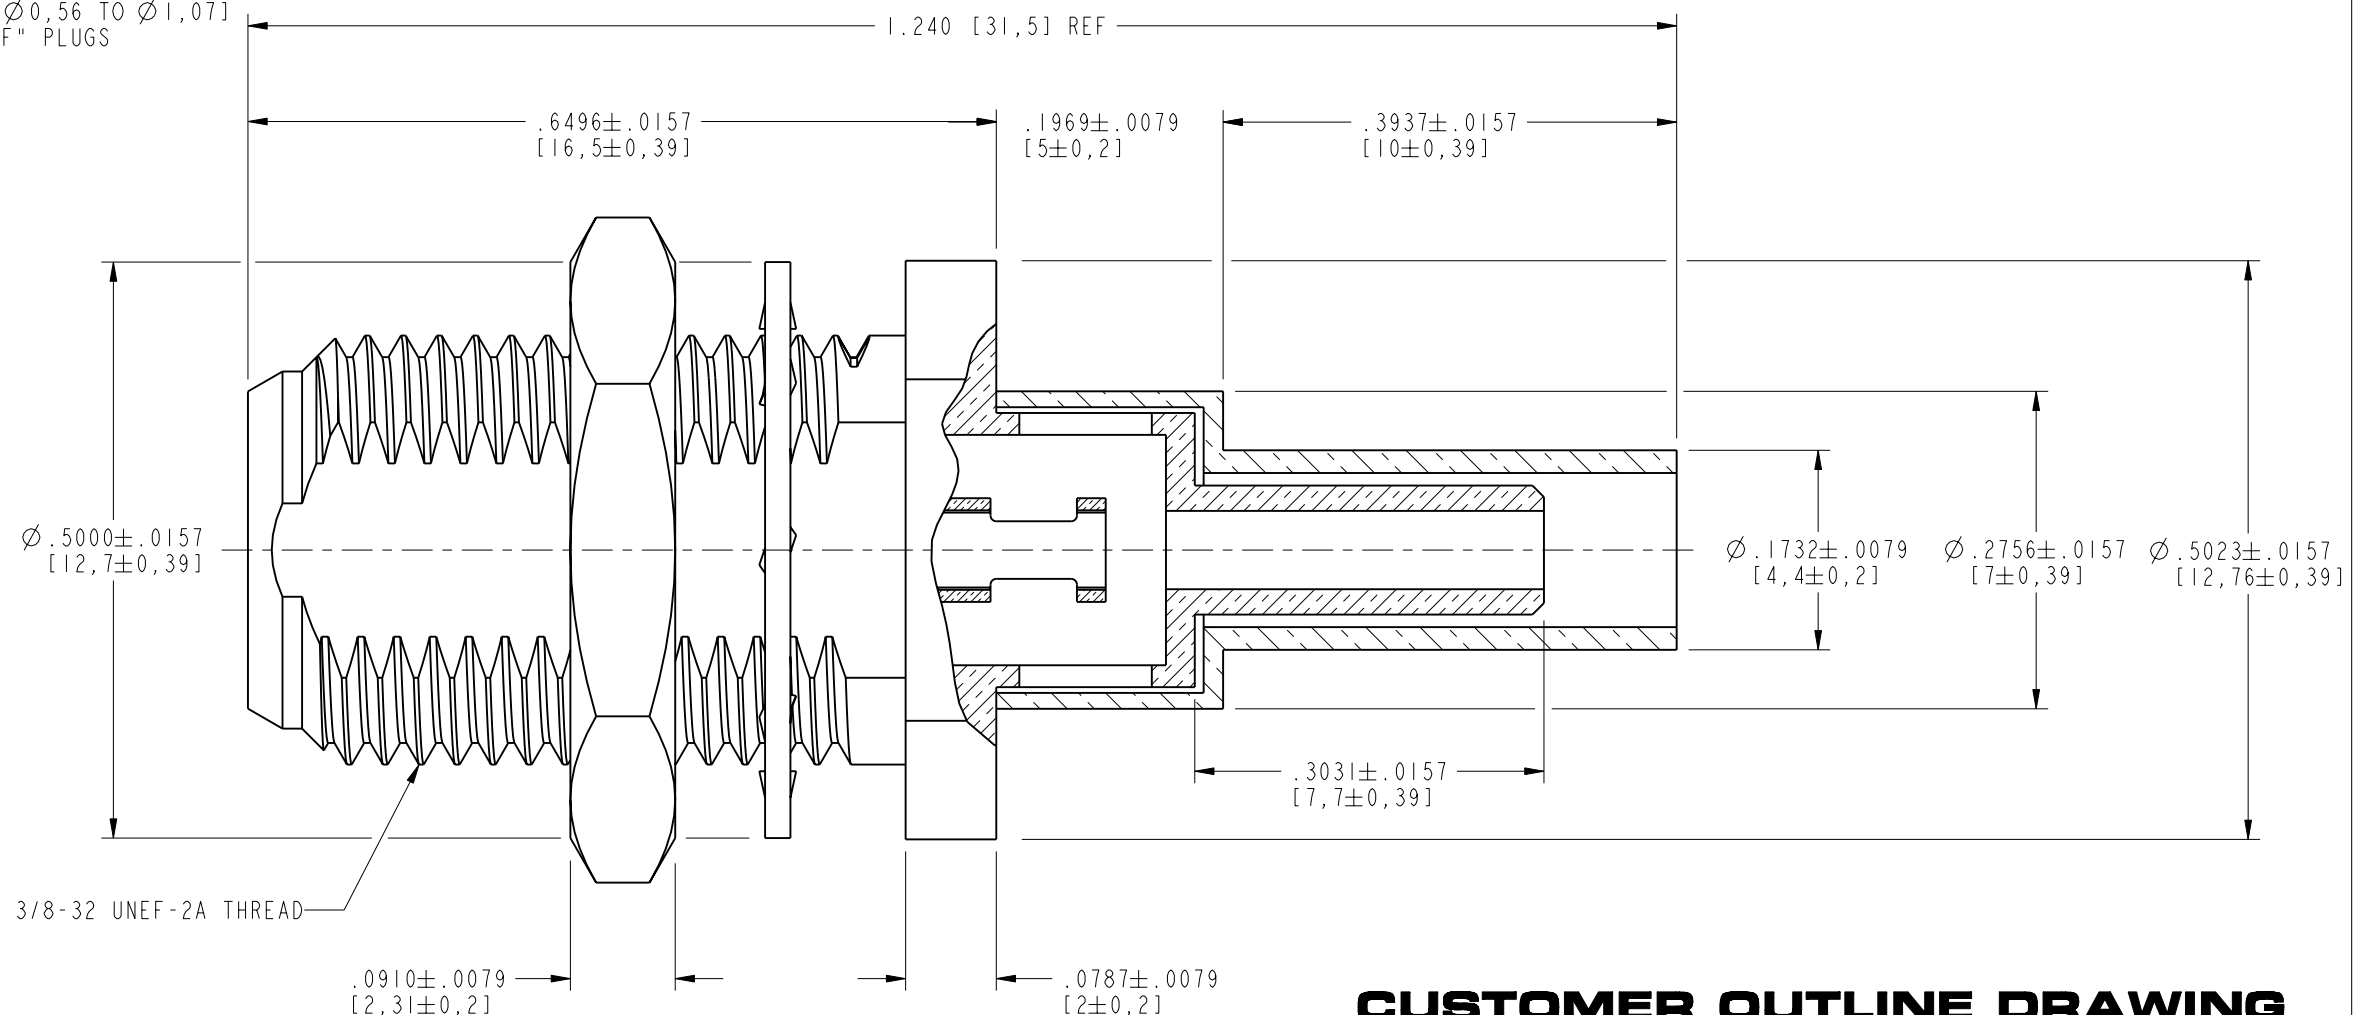 Ø0,56 TO Ø1,07]
F" PLUGS
1.240 [31,5] REF
.6496±.0157
[16,5±0,39]
.1969±.0079
[5±0,2]
.3937±.0157
[10±0,39]
Ø.5000±.0157
[12,7±0,39]
Ø.1732±.0079
[4,4±0,2]
Ø.2756±.0157
[7±0,39]
Ø.5023±.0157
[12,76±0,39]
.3031±.0157
[7,7±0,39]
3/8-32 UNEF-2A THREAD
.0910±.0079
[2,31±0,2]
.0787±.0079
[2±0,2]
CUSTOMER OUTLINE DRAWING